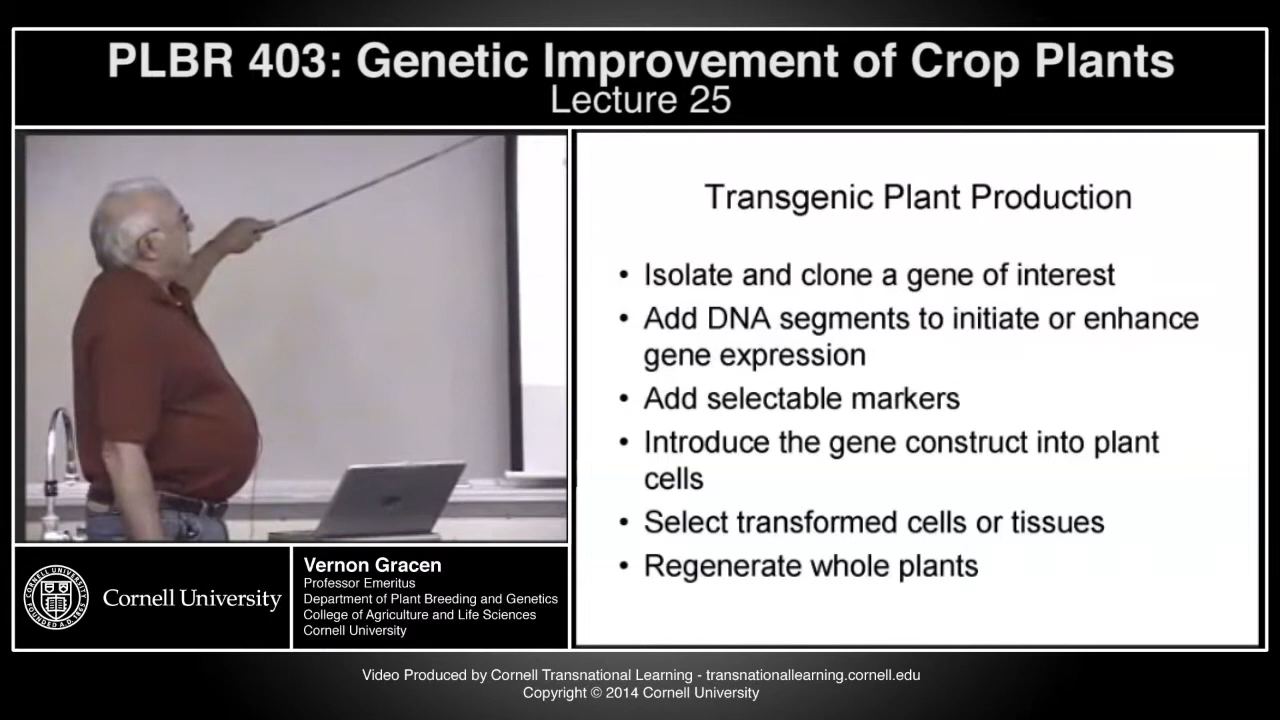 PLBR 403: Genetic Improvement of Crop Plants
Lecture 25
Transgenic Plant Production
• Isolate and clone a gene of interest
• Add DNA segments to initiate or enhance
gene expression
• Add selectable markers
• Introduce the gene construct into plant
cells
• Select transformed cells or tissues
• Regenerate whole plants
Cornell University
Vernon Gracen
Professor Emeritus
Department of Plant Breeding and Genetics
College of Agriculture and Life Sciences
Cornell University
Video Produced by Cornell Transnational Learning - transnationallearning.cornell.edu
Copyright © 2014 Cornell University